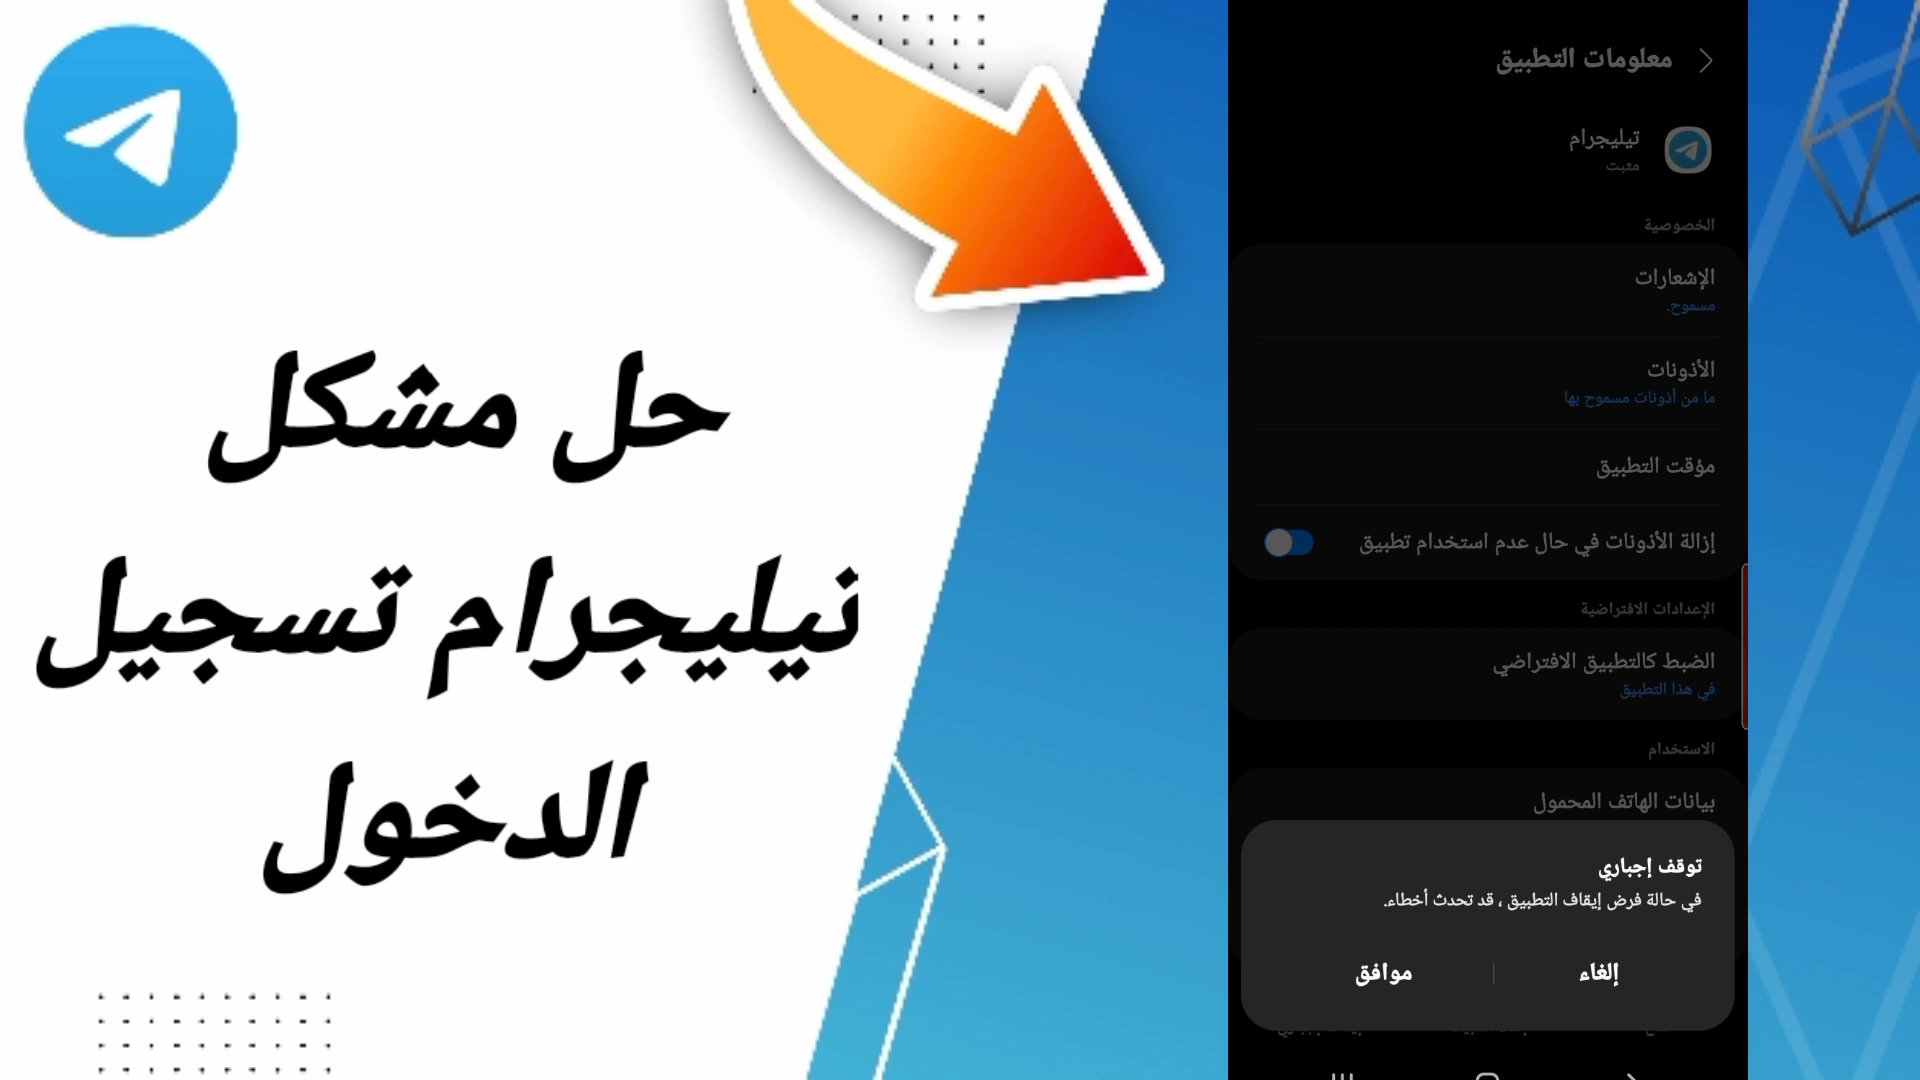 حل مشكل
تيليجرام تسجيل
الدخول
معلومات التطبيق
تيليجرام
مثبت
الخصوصية
الإشعارات
مسموح.
الأذونات
ما من أذونات مسموح بها
مؤقت التطبيق
إزالة الأذونات في حال عدم استخدام تطبيق
الإعدادات الافتراضية
الضبط كالتطبيق الافتراضي
في هذا التطبيق
الاستخدام
بيانات الهاتف المحمول
توقف إجباري
في حالة فرض إيقاف التطبيق ، قد تحدث أخطاء.
إلغاء
موافق